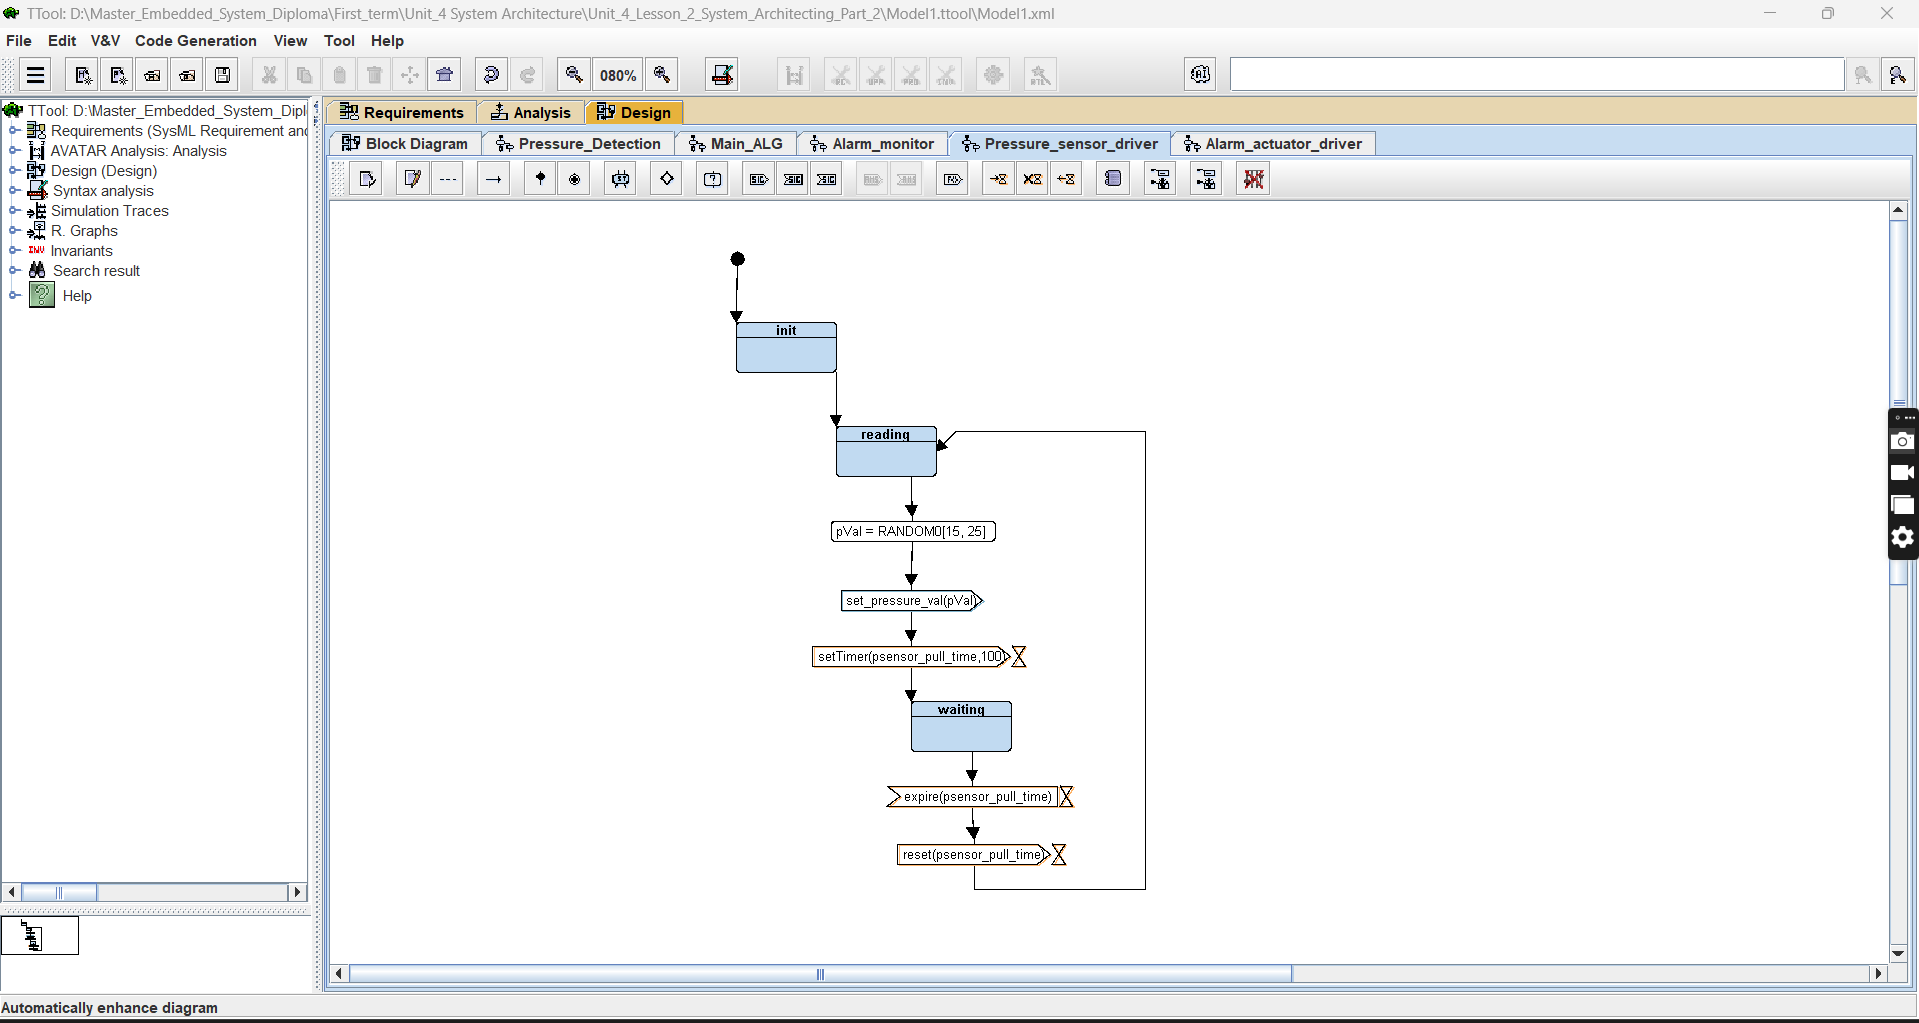 TTool: D:\Master_Embedded_System_Diploma\First_term\Unit_4 System Architecture\Unit_4_Lesson_2_System_Architecting_Part_2\Model1.ttool\Model1.xml
File Edit V&V Code Generation View Tool Help
080%
AI
TTool: D:\Master_Embedded_System_Dipl
Requirements (SysML Requirement and
AVATAR Analysis: Analysis
Design (Design)
Syntax analysis
Simulation Traces
R. Graphs
INV Invariants
Search result
? Help
Requirements Analysis Design
Block Diagram Pressure_Detection Main_ALG Alarm_monitor Pressure_sensor_driver Alarm_actuator_driver
init
reading
pVal = RANDOM0[15, 25]
set_pressure_val(pVal)
setTimer(psensor_pull_time,100)
waiting
expire(psensor_pull_time)
reset(psensor_pull_time)
Automatically enhance diagram